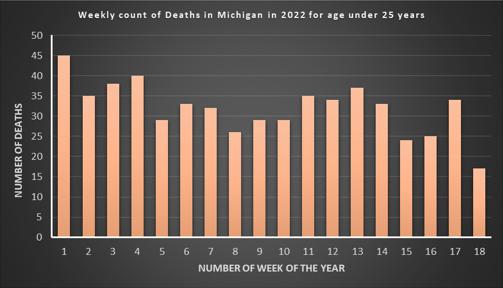 Weekly count of Deaths in Michigan in 2022 for age under 25 years
NUMBER OF DEATHS
50
45
40
35
30
25
20
15
10
5
0
1 2 3 4 5 6 7 8 9 10 11 12 13 14 15 16 17 18
NUMBER OF WEEK OF THE YEAR